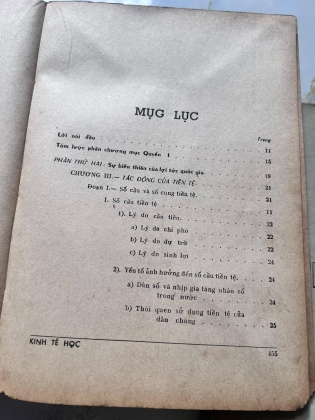 MỤC LỤC
Trang
Lời nói đầu 11
Tóm lược phần chương mục Quyển I 15
PHẦN THỨ HAI - Sự biến thiên của lợi tức quốc gia. 19
CHƯƠNG III.— TÁC ĐỘNG CỦA TIỀN TỆ. 21
Đoạn I.— Số cầu và số cung tiền tệ. 21
I. Số cầu tiền tệ 11
1). Lý do cầu tiền. 22
a) Lý do chi phó 22
b) Lý do dự trữ 22
c) Lý do sinh lợi 24
2). Yếu tố ảnh hưởng đến số cầu tiền tệ. 24
a) Dân số và nhịp gia tăng nhân số
trong nước 24
b) Thói quen sử dụng tiền tệ của
dân chúng 25
KINH TẾ HỌC